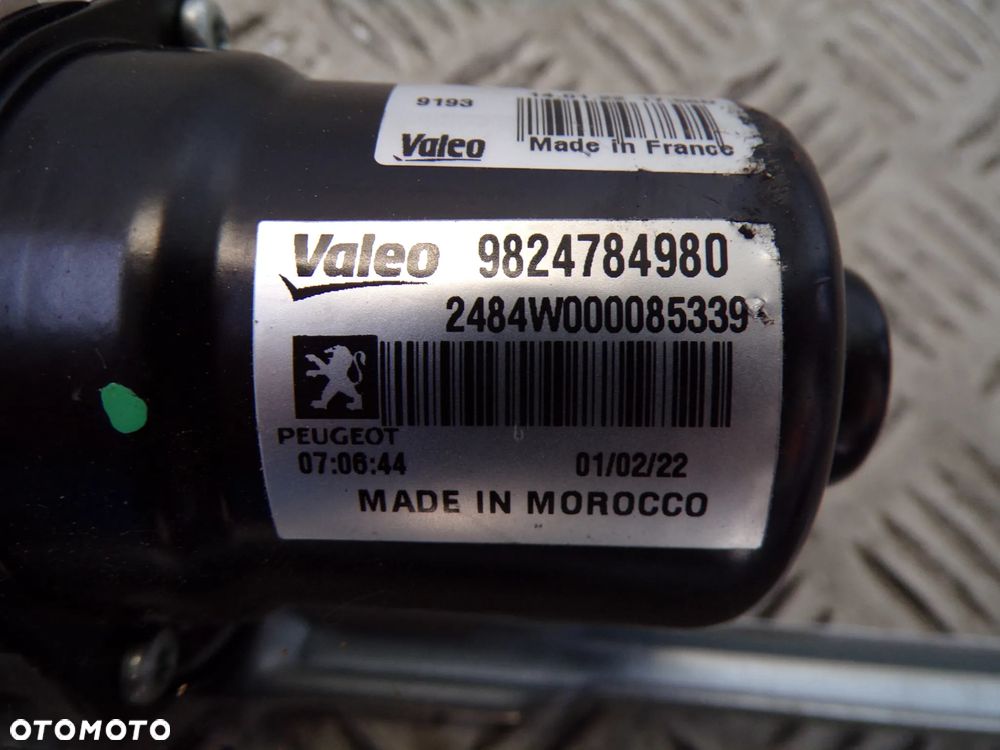 9193
Valeo
Made in France
Valeo 9824784980
2484W000085339
PEUGEOT
07:06:44 01/02/22
MADE IN MOROCCO
OTOMOTO